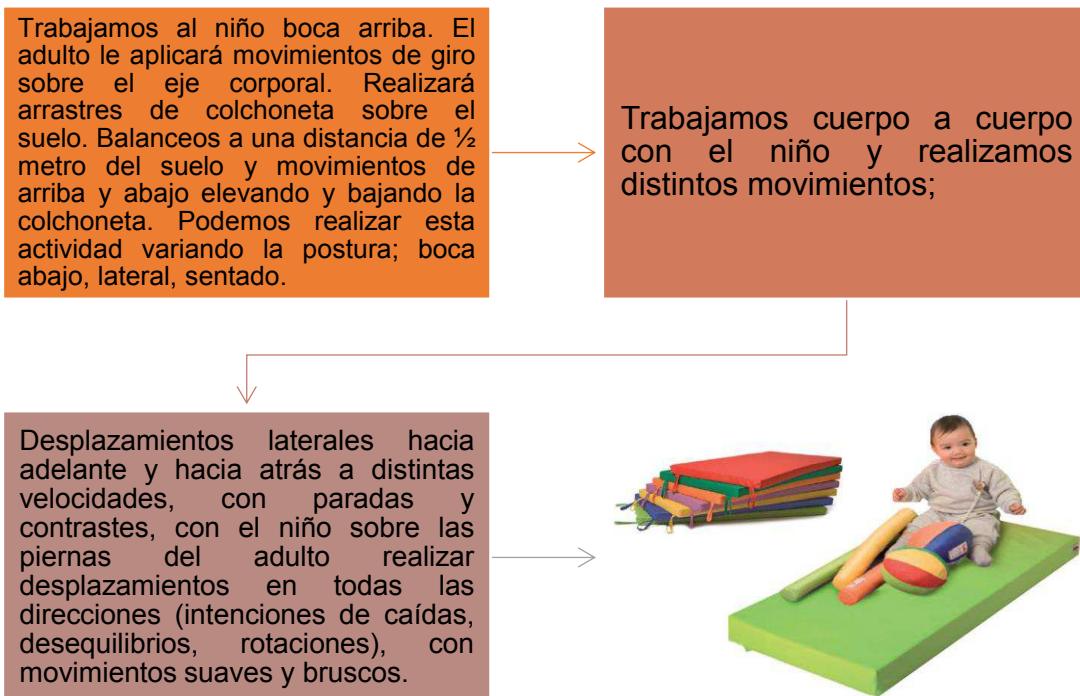 Trabajamos al niño boca arriba. El
adulto le aplicará movimientos de giro
sobre el eje corporal. Realizará
arrastres de colchoneta sobre el
suelo. Balanceos a una distancia de ½
metro del suelo y movimientos de
arriba y abajo elevando y bajando la
colchoneta. Podemos realizar esta
actividad variando la postura; boca
abajo, lateral, sentado.
Trabajamos cuerpo a cuerpo
con el niño y realizamos
distintos movimientos;
Desplazamientos laterales hacia
adelante y hacia atrás a distintas
velocidades, con paradas y
contrastes, con el niño sobre las
piernas del adulto realizar
desplazamientos en todas las
direcciones (intenciones de caídas,
desequilibrios, rotaciones), con
movimientos suaves y bruscos.